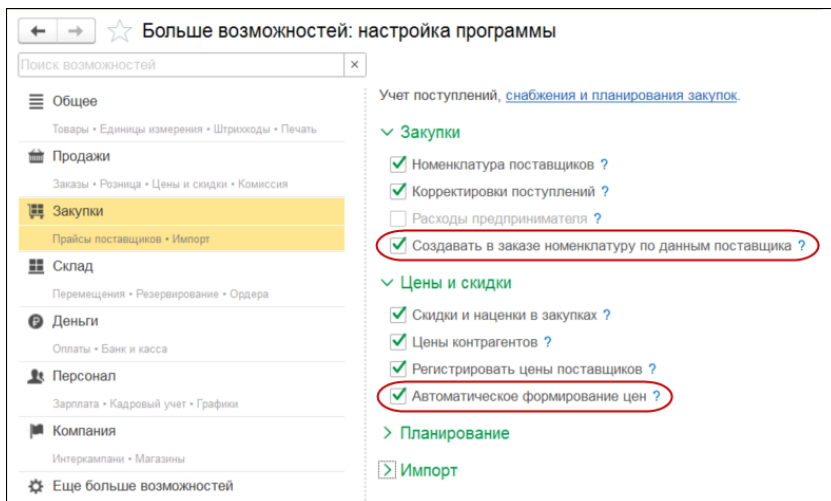 Больше возможностей: настройка программы
Поиск возможностей
Общее
Товары • Единицы измерения • Штрихкоды • Печать
Продажи
Заказы • Розница • Цены и скидки • Комиссия
Закупки
Прайсы поставщиков • Импорт
Склад
Перемещения • Резервирование • Ордера
Деньги
Оплаты • Банк и касса
Персонал
Зарплата • Кадровый учет • Графики
Компания
Интеркампани • Магазины
Еще больше возможностей
Учет поступлений, снабжения и планирования закупок.
Закупки
Номенклатура поставщиков ?
Корректировки поступлений ?
Расходы предпринимателя ?
Создавать в заказе номенклатуру по данным поставщика ?
Цены и скидки
Скидки и наценки в закупках ?
Цены контрагентов ?
Регистрировать цены поставщиков ?
Автоматическое формирование цен ?
Планирование
Импорт